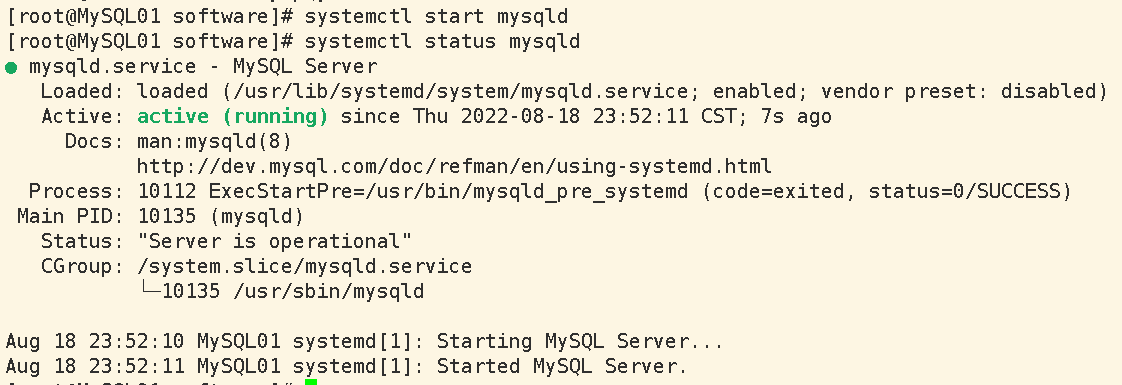 [root@MySQL01 software]# systemctl start mysqld
[root@MySQL01 software]# systemctl status mysqld
● mysqld.service - MySQL Server
   Loaded: loaded (/usr/lib/systemd/system/mysqld.service; enabled; vendor preset: disabled)
   Active: active (running) since Thu 2022-08-18 23:52:11 CST; 7s ago
     Docs: man:mysqld(8)
           http://dev.mysql.com/doc/refman/en/using-systemd.html
  Process: 10112 ExecStartPre=/usr/bin/mysqld_pre_systemd (code=exited, status=0/SUCCESS)
 Main PID: 10135 (mysqld)
   Status: "Server is operational"
   CGroup: /system.slice/mysqld.service
           └─10135 /usr/sbin/mysqld
Aug 18 23:52:10 MySQL01 systemd[1]: Starting MySQL Server...
Aug 18 23:52:11 MySQL01 systemd[1]: Started MySQL Server.